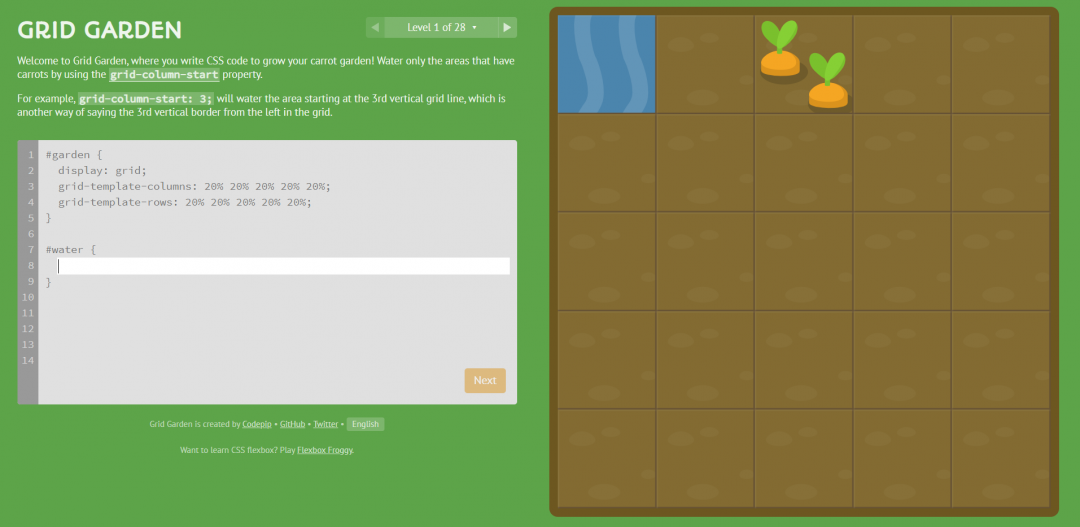 GRID GARDEN
Level 1 of 28
Welcome to Grid Garden, where you write CSS code to grow your carrot garden! Water only the areas that have
carrots by using the grid-column-start property.
For example, grid-column-start: 3; will water the area starting at the 3rd vertical grid line, which is
another way of saying the 3rd vertical border from the left in the grid.
1 #garden {
2 display: grid;
3 grid-template-columns: 20% 20% 20% 20% 20%;
4 grid-template-rows: 20% 20% 20% 20% 20%;
5 }
6
7 #water {
8
9 }
10
11
12
13
14
Next
Grid Garden is created by Codepip • GitHub • Twitter • English
Want to learn CSS flexbox? Play Flexbox Froggy.